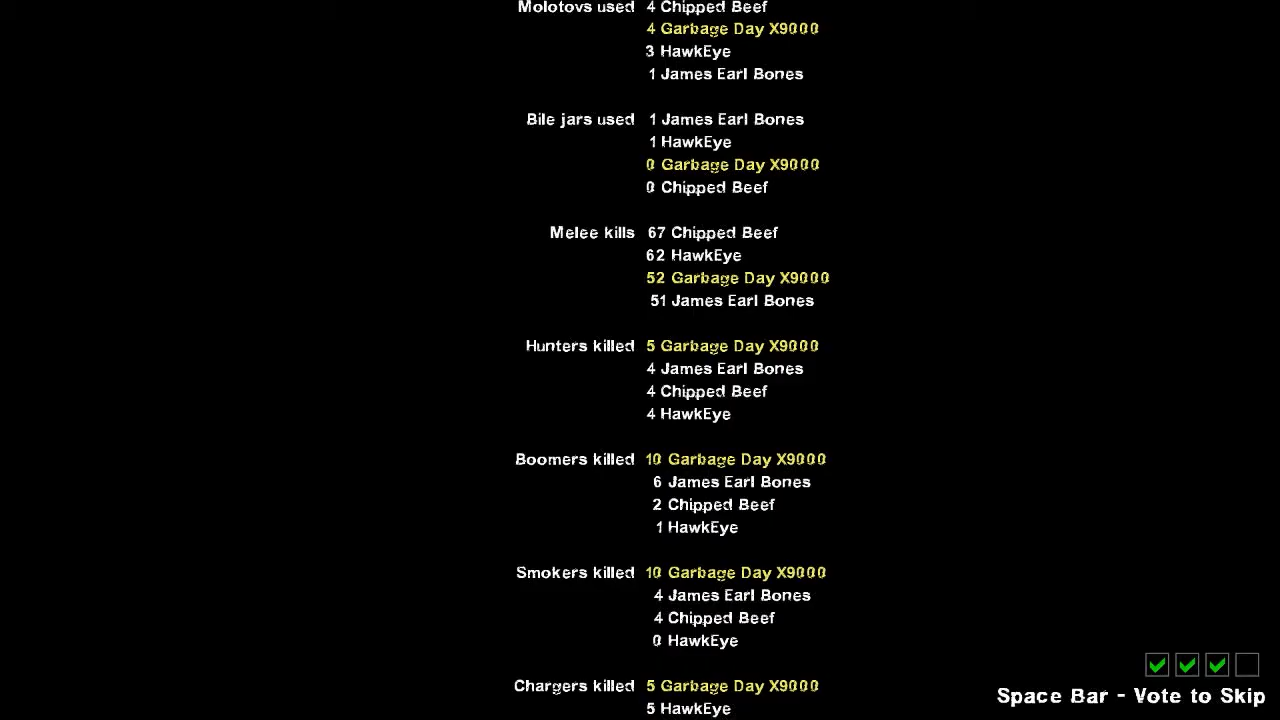 Molotovs used 4 Chipped Beef
4 Garbage Day X9000
3 HawkEye
1 James Earl Bones
Bile jars used 1 James Earl Bones
1 HawkEye
0 Garbage Day X9000
0 Chipped Beef
Melee kills 67 Chipped Beef
62 HawkEye
52 Garbage Day X9000
51 James Earl Bones
Hunters killed 5 Garbage Day X9000
4 James Earl Bones
4 Chipped Beef
4 HawkEye
Boomers killed 10 Garbage Day X9000
6 James Earl Bones
2 Chipped Beef
1 HawkEye
Smokers killed 10 Garbage Day X9000
4 James Earl Bones
4 Chipped Beef
0 HawkEye
Chargers killed 5 Garbage Day X9000
5 HawkEye
Space Bar - Vote to Skip